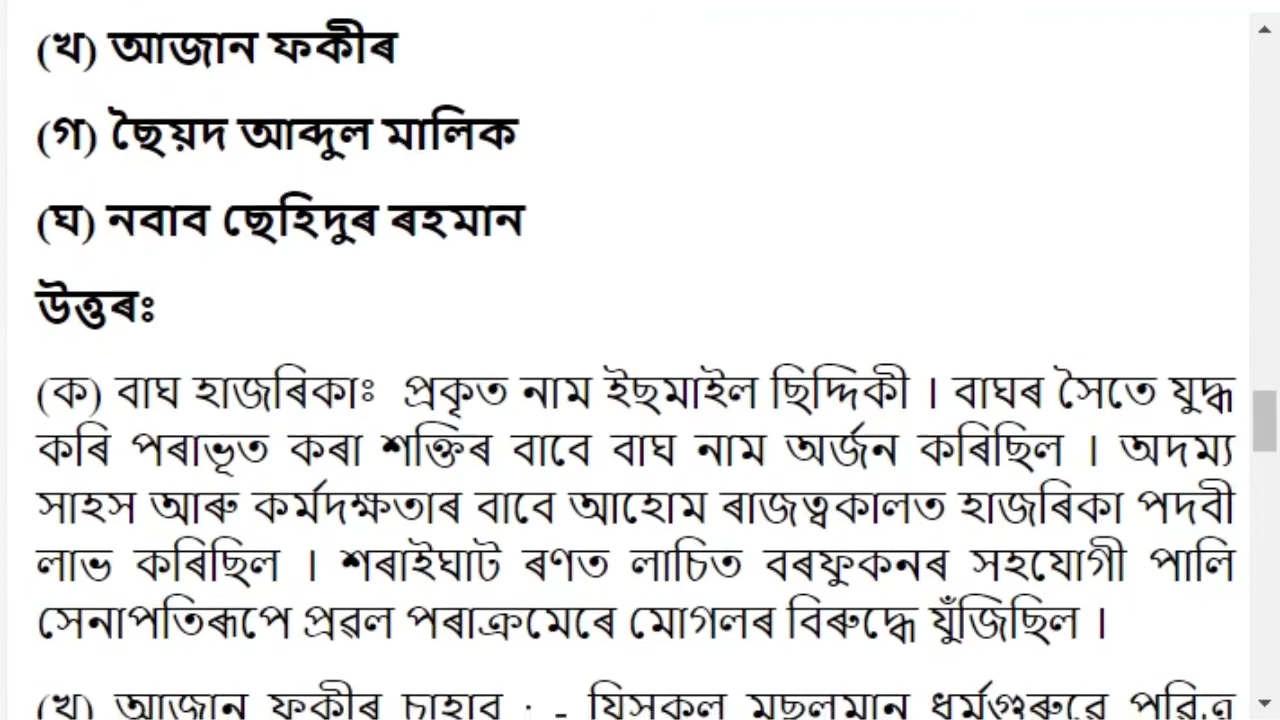 (খ) আজান ফকীৰ
(গ) ছৈয়দ আব্দুল মালিক
(ঘ) নবাব ছেহিদুৰ ৰহমান
উত্তৰঃ
(ক) বাঘ হাজৰিকাঃ প্ৰকৃত নাম ইছমাইল ছিদ্দিকী । বাঘৰ সৈতে যুদ্ধ
কৰি পৰাভূত কৰা শক্তিৰ বাবে বাঘ নাম অৰ্জন কৰিছিল । অদম্য
সাহস আৰু কৰ্মদক্ষতাৰ বাবে আহোম ৰাজত্বকালত হাজৰিকা পদবী
লাভ কৰিছিল । শৰাইঘাট ৰণত লাচিত বৰফুকনৰ সহযোগী পালি
সেনাপতিৰূপে প্ৰৱল পৰাক্ৰমেৰে মোগলৰ বিৰুদ্ধে যুঁজিছিল ।
(খ) আজান ফকীৰ চাহাব : - যিসকল মুছলমান ধৰ্মগুৰুৱে পবিত্ৰ